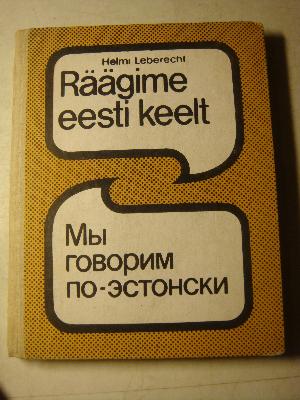 Helmi Leberecht
Räägime
eesti keelt
Мы
говорим
по-эстонски